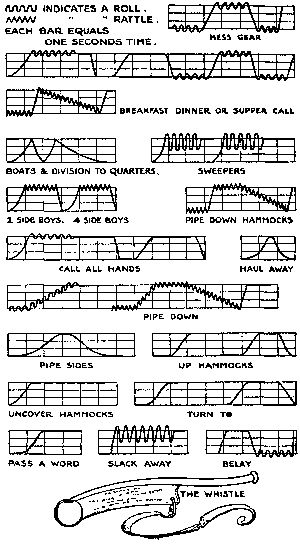 INDICATES A ROLL.
" " RATTLE.
EACH BAR EQUALS
ONE SECONDS TIME.
MESS GEAR
BREAKFAST DINNER OR SUPPER CALL
BOATS & DIVISION TO QUARTERS.
SWEEPERS
2 SIDE BOYS. 4 SIDE BOYS
PIPE DOWN HAMMOCKS
CALL ALL HANDS
HAUL AWAY
PIPE DOWN
PIPE SIDES
UP HAMMOCKS
UNCOVER HAMMOCKS
TURN TO
PASS A WORD
SLACK AWAY
BELAY
THE WHISTLE